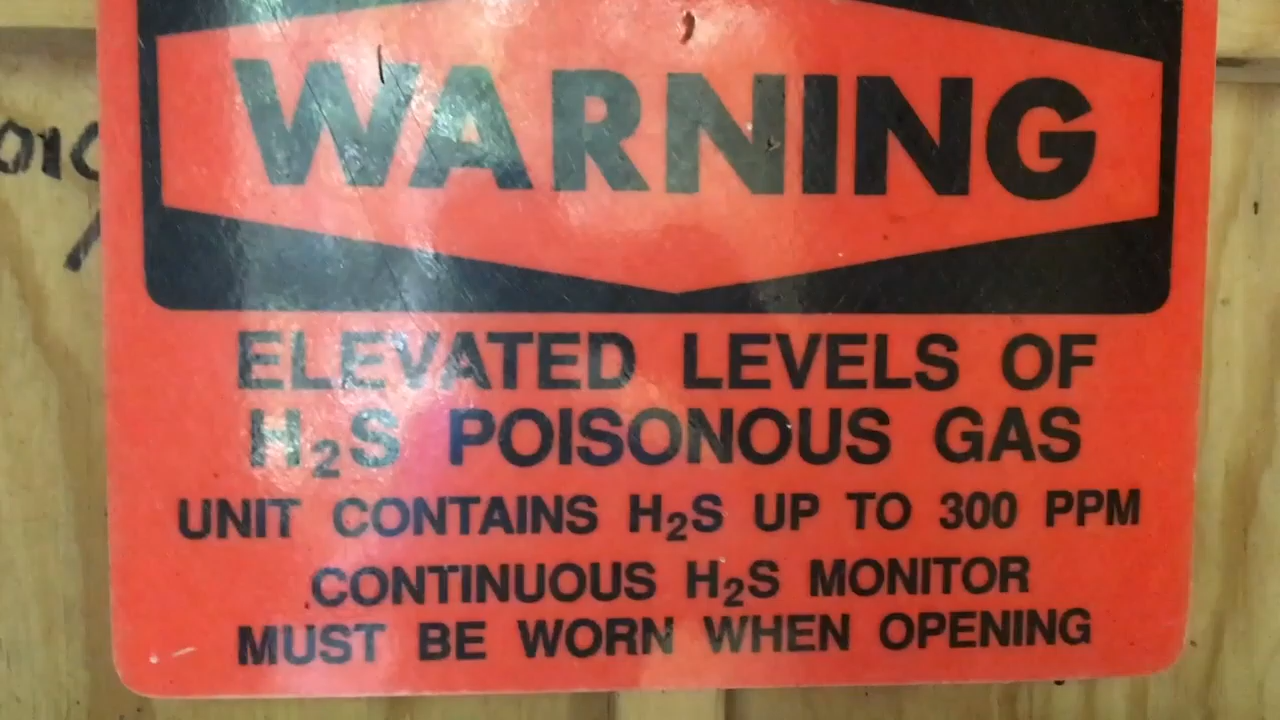 WARNING
ELEVATED LEVELS OF
H₂S POISONOUS GAS
UNIT CONTAINS H₂S UP TO 300 PPM
CONTINUOUS H₂S MONITOR
MUST BE WORN WHEN OPENING